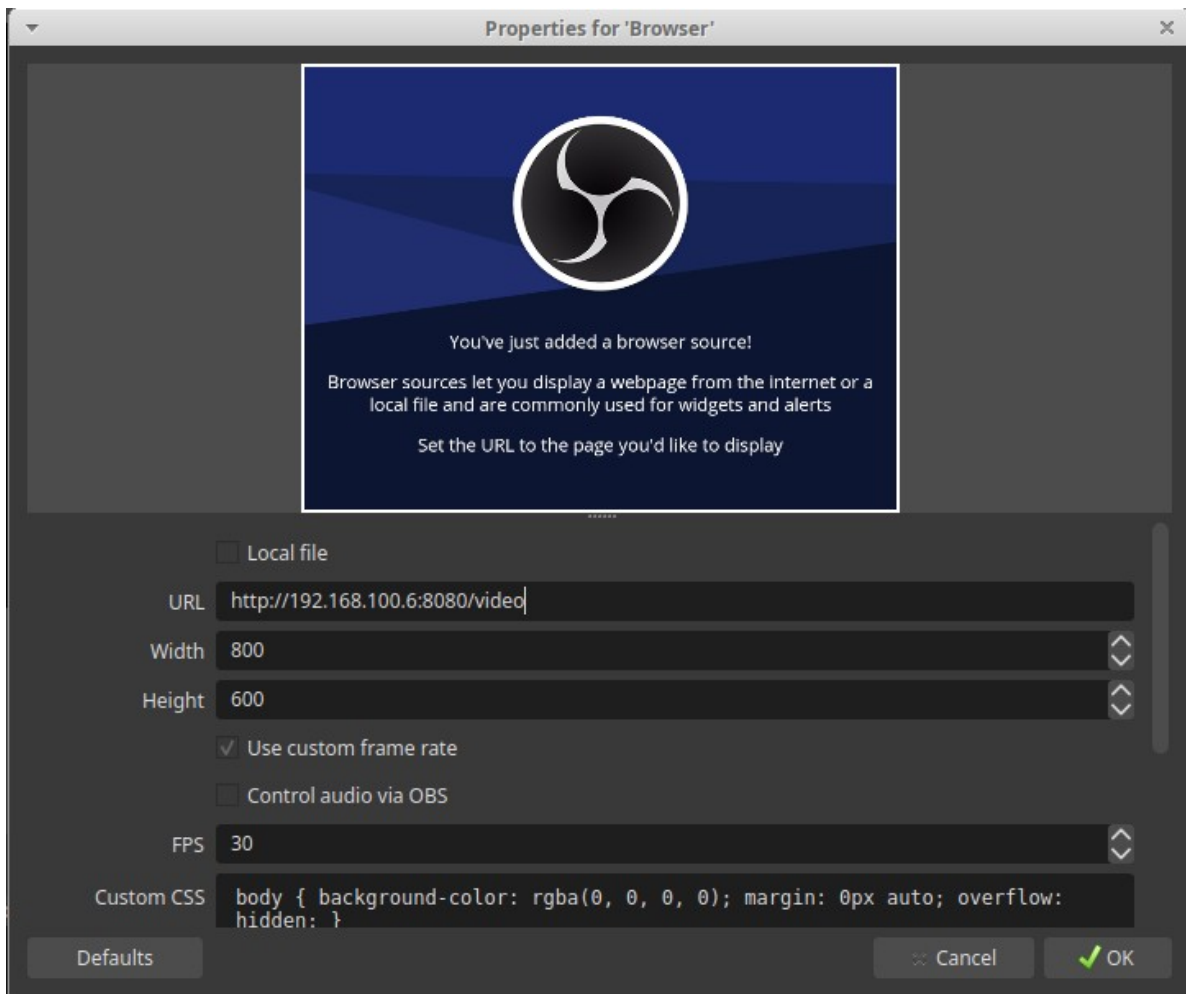 Properties for 'Browser'
You've just added a browser source!
Browser sources let you display a webpage from the internet or a
local file and are commonly used for widgets and alerts
Set the URL to the page you'd like to display
Local file
URL http://192.168.100.6:8080/video
Width 800
Height 600
Use custom frame rate
Control audio via OBS
FPS 30
Custom CSS body { background-color: rgba(0, 0, 0, 0); margin: 0px auto; overflow:
hidden; }
Defaults Cancel OK